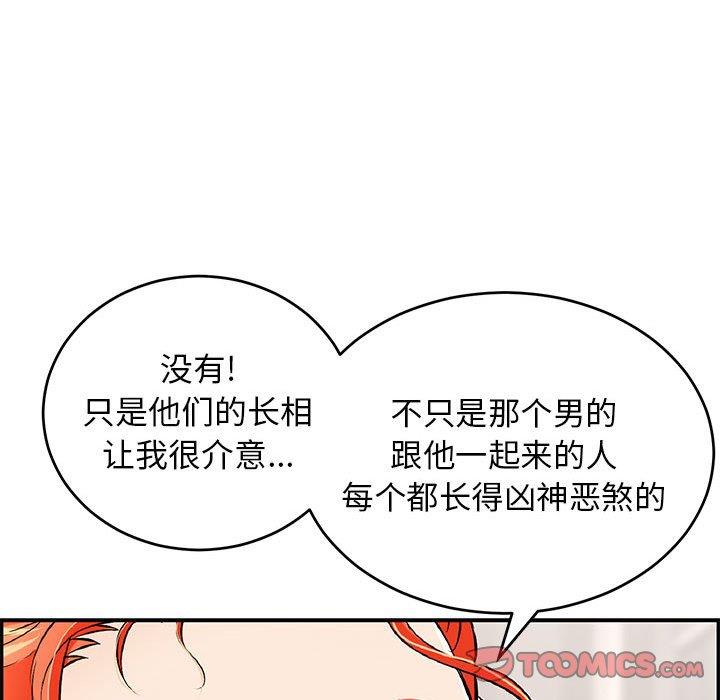 没有!
只是他们的长相
让我很介意...
不只是那个男的
跟他一起来的人
每个都长得凶神恶煞的
TOOMICS.COM